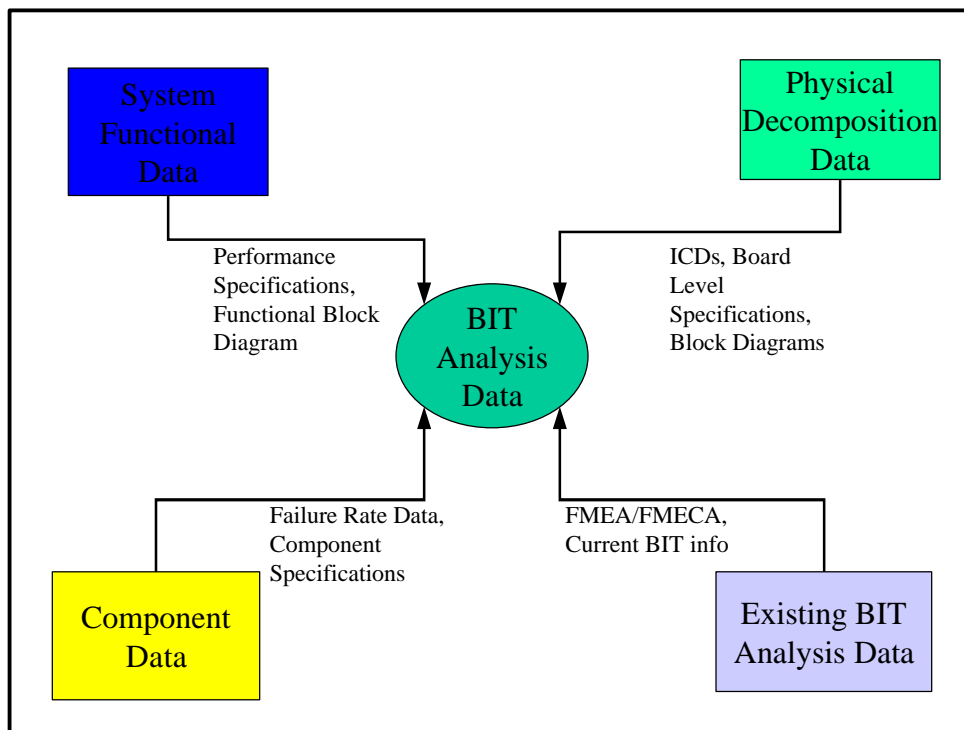 System
Functional
Data
Physical
Decomposition
Data
Performance
Specifications,
Functional Block
Diagram
ICDs, Board
Level
Specifications,
Block Diagrams
BIT
Analysis
Data
Failure Rate Data,
Component
Specifications
FMEA/FMECA,
Current BIT info
Component
Data
Existing BIT
Analysis Data